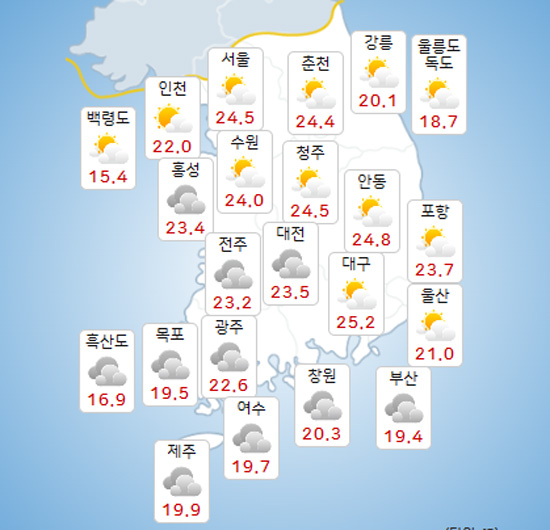 강릉
20.1
울릉도
독도
18.7
서울
24.5
춘천
24.4
인천
22.0
백령도
15.4
수원
24.0
청주
24.5
홍성
23.4
안동
24.8
포항
23.7
대전
23.5
전주
23.2
대구
25.2
울산
21.0
광주
22.6
목포
19.5
흑산도
16.9
창원
20.3
부산
19.4
여수
19.7
제주
19.9